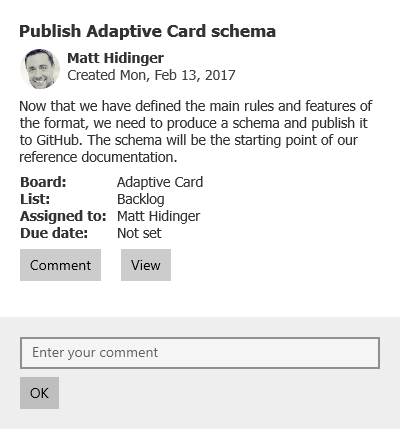 Publish Adaptive Card schema
Matt Hidinger
Created Mon, Feb 13, 2017
Now that we have defined the main rules and features of
the format, we need to produce a schema and publish it
to GitHub. The schema will be the starting point of our
reference documentation.
Board: Adaptive Card
List: Backlog
Assigned to: Matt Hidinger
Due date: Not set
Comment View
Enter your comment
OK